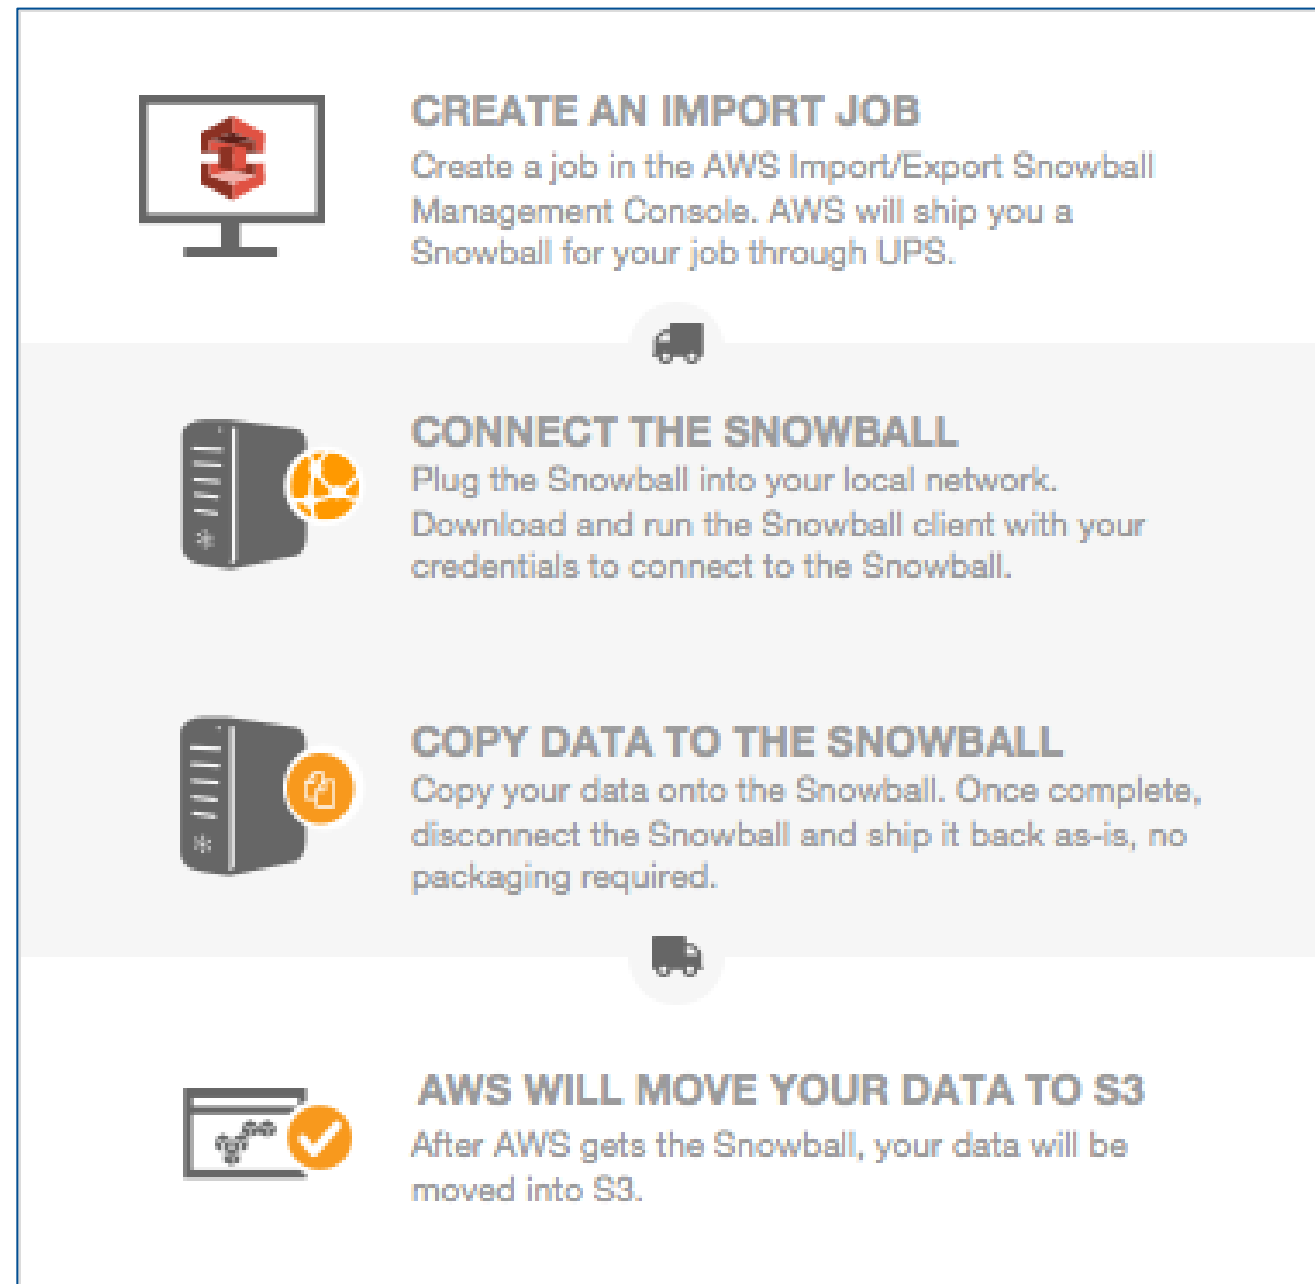 CREATE AN IMPORT JOB
Create a job in the AWS Import/Export Snowball
Management Console. AWS will ship you a
Snowball for your job through UPS.
CONNECT THE SNOWBALL
Plug the Snowball into your local network.
Download and run the Snowball client with your
credentials to connect to the Snowball.
COPY DATA TO THE SNOWBALL
Copy your data onto the Snowball. Once complete,
disconnect the Snowball and ship it back as-is, no
packaging required.
AWS WILL MOVE YOUR DATA TO S3
After AWS gets the Snowball, your data will be
moved into S3.